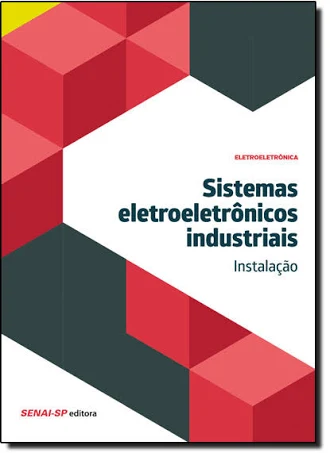 ELETROELETRÔNICA
Sistemas
eletroeletrônicos
industriais
Instalação
SENAI-SP editora